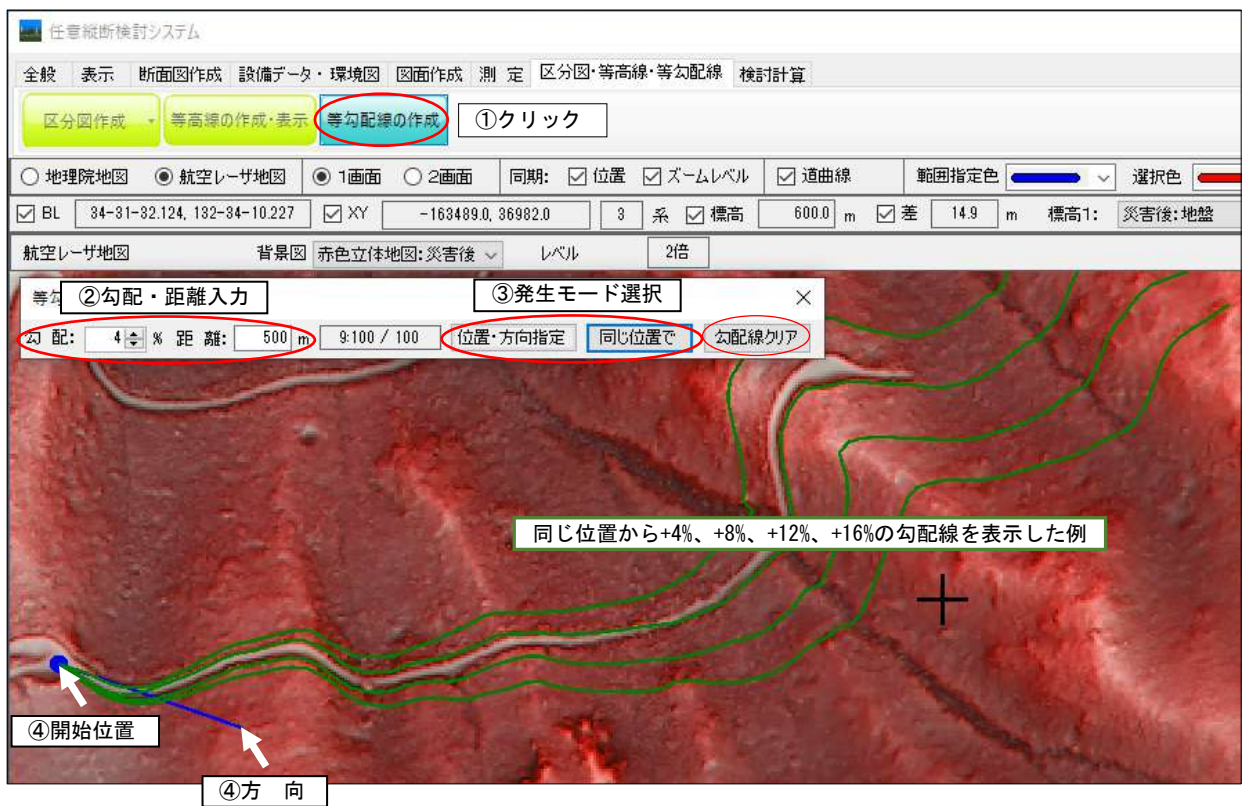 任意縦断検討システム
全般 表示 断面図作成 設備データ・環境図 図面作成 測 定 区分図・等高線・等勾配線 検討計算
区分図作成 等高線の作成・表示 等勾配線の作成 ①クリック
地理院地図 航空レーザ地図 1画面 2画面 同期: 位置 ズームレベル 道曲線 範囲指定色 選択色
BL 34-31-32.124, 132-34-10.227 XY -163489.0, 36982.0 3 系 標高 600.0 m 差 14.9 m 標高1: 災害後:地盤
航空レーザ地図 背景図 赤色立体地図:災害後 レベル 2倍
②勾配・距離入力 ③発生モード選択
勾 配: 4 % 距 離: 500 m 9:100 / 100 位置・方向指定 同じ位置で 勾配線クリア
同じ位置から+4%、+8%、+12%、+16%の勾配線を表示した例
④開始位置
④方 向